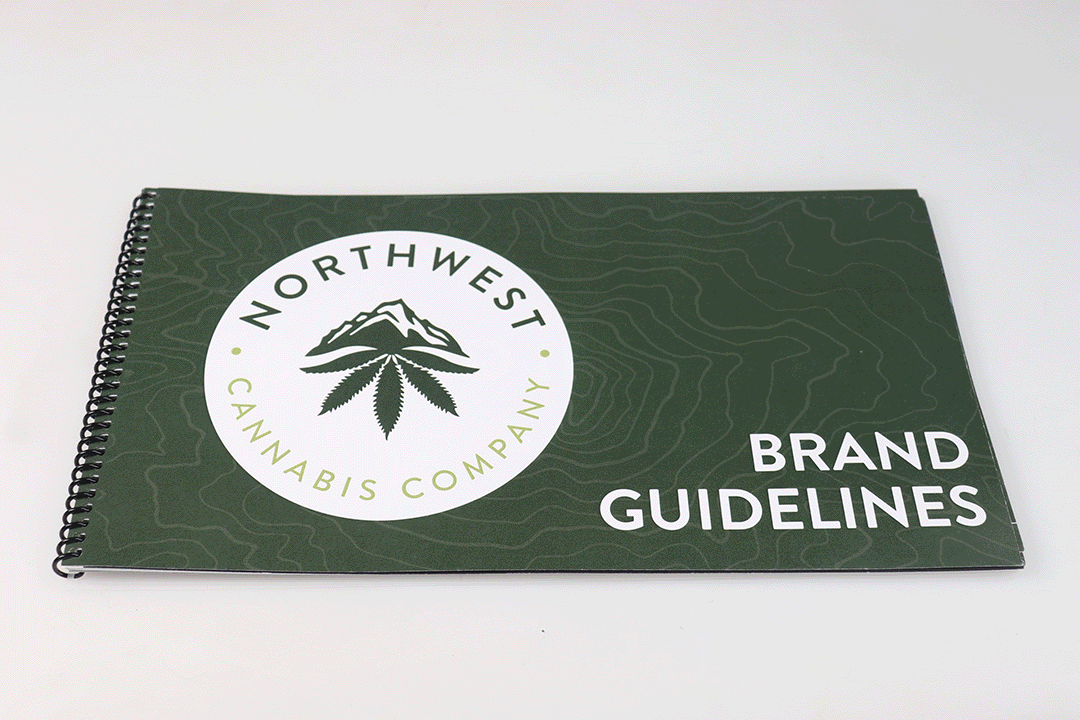 NORTHWEST
• CANNABIS COMPANY •
BRAND
GUIDELINES